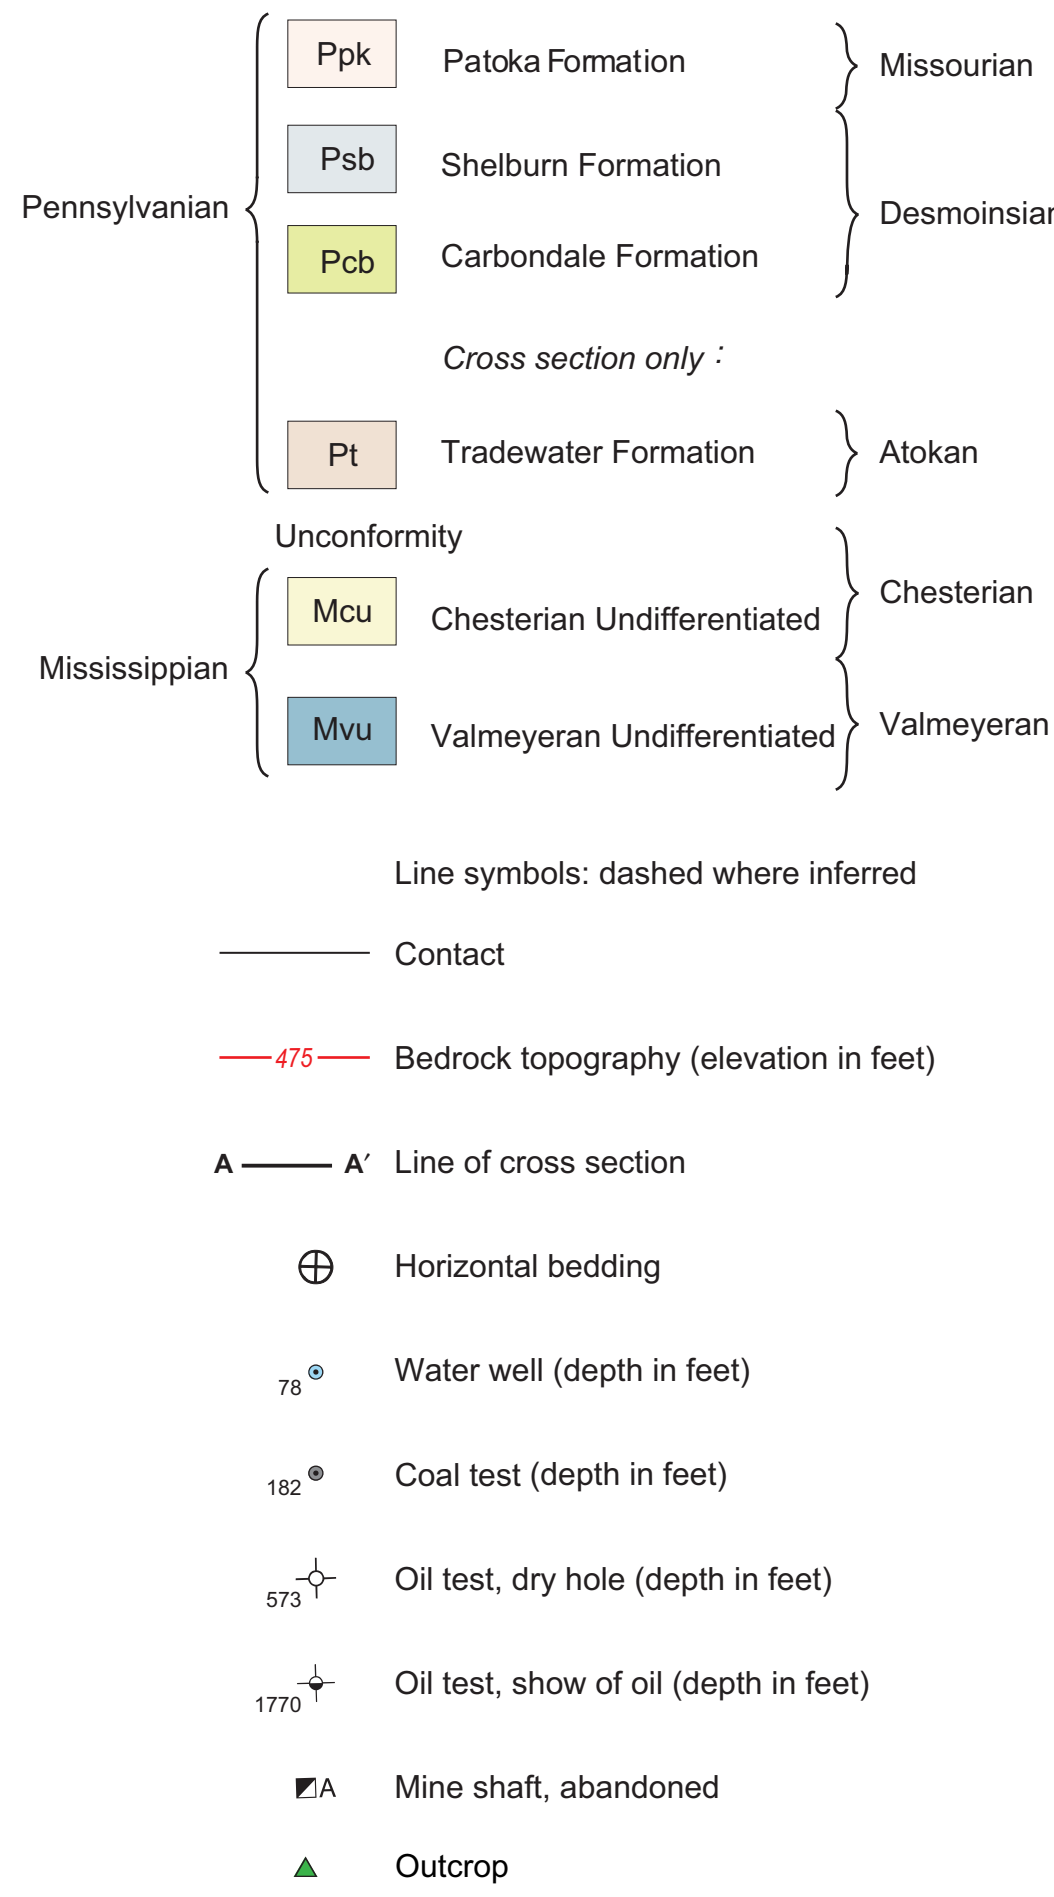 Ppk Patoka Formation Missourian
Psb Shelburn Formation
Pennsylvanian Desmoinsian
Pcb Carbondale Formation
Cross section only :
Pt Tradewater Formation Atokan
Unconformity
Mcu Chesterian Undifferentiated Chesterian
Mississippian
Mvu Valmeyeran Undifferentiated Valmeyeran
Line symbols: dashed where inferred
Contact
475 Bedrock topography (elevation in feet)
A A′ Line of cross section
Horizontal bedding
78 Water well (depth in feet)
182 Coal test (depth in feet)
573 Oil test, dry hole (depth in feet)
1770 Oil test, show of oil (depth in feet)
A Mine shaft, abandoned
Outcrop